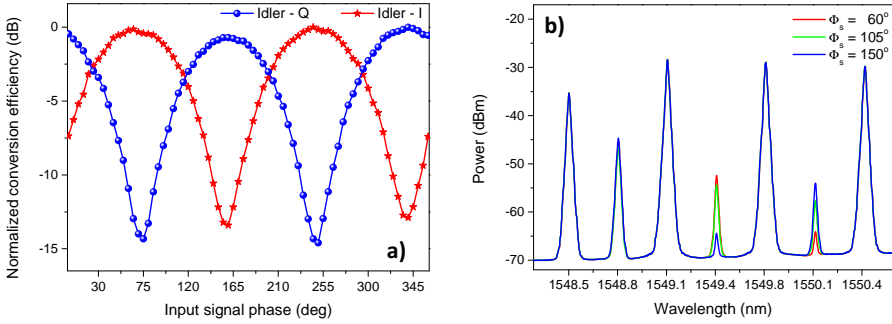 Normalized conversion efficiency (dB)
0
-5
-10
-15
Idler - Q
Idler - I
a)
30 75 120 165 210 255 300 345
Input signal phase (deg)
b)
Power (dBm)
-20
-30
-40
-50
-60
-70
Φs = 60°
Φs = 105°
Φs = 150°
1548.5 1548.8 1549.1 1549.4 1549.8 1550.1 1550.4
Wavelength (nm)